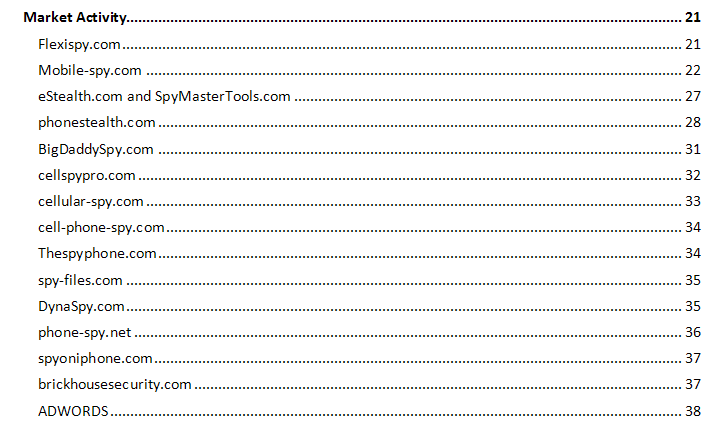 Market Activity 21
Flexispy.com 21
Mobile-spy.com 22
eStealth.com and SpyMasterTools.com 27
phonestealth.com 28
BigDaddySpy.com 31
cellspypro.com 32
cellular-spy.com 33
cell-phone-spy.com 34
Thespyphone.com 34
spy-files.com 35
DynaSpy.com 35
phone-spy.net 36
spyoniphone.com 37
brickhousesecurity.com 37
ADWORDS 38